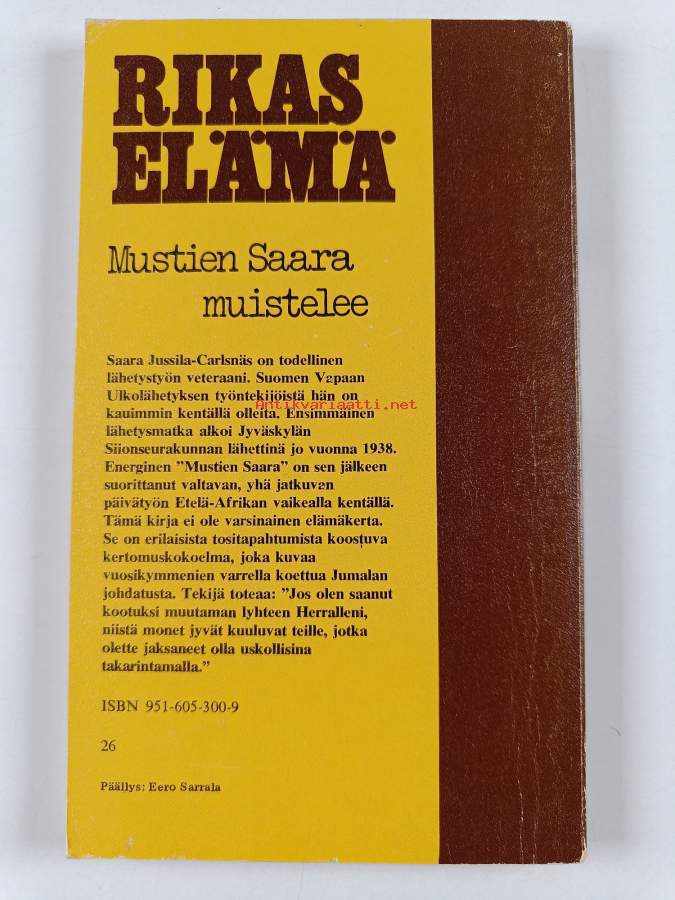 RIKAS
ELÄMÄ
Mustien Saara
muistelee
Saara Jussila-Carlsnäs on todellinen
lähetystyön veteraani. Suomen Vapaan
Ulkolähetyksen työntekijöistä hän on
Antikvariaatti.net
kauimmin kentällä olleita. Ensimmäinen
lähetysmatka alkoi Jyväskylän
Siionseurakunnan lähettinä jo vuonna 1938.
Energinen ”Mustien Saara” on sen jälkeen
suorittanut valtavan, yhä jatkuvan
päivätyön Etelä-Afrikan vaikealla kentällä.
Tämä kirja ei ole varsinainen elämäkerta.
Se on erilaisista tositapahtumista koostuva
kertomuskokoelma, joka kuvaa
vuosikymmenien varrella koettua Jumalan
johdatusta. Tekijä toteaa: ”Jos olen saanut
kootuksi muutaman lyhteen Herralleni,
niistä monet jyvät kuuluvat teille, jotka
olette jaksaneet olla uskollisina
takarintamalla.”
ISBN 951-605-300-9
26
Päällys: Eero Sarrala